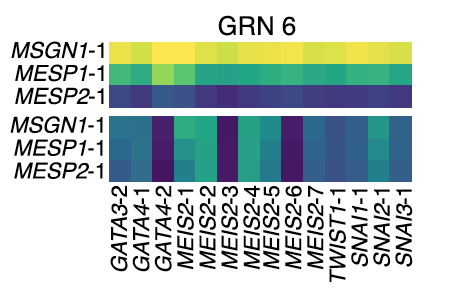 GRN 6
MSGN1-1
MESP1-1
MESP2-1
MSGN1-1
MESP1-1
MESP2-1
GATA3-2
GATA4-1
GATA4-2
MEIS2-1
MEIS2-2
MEIS2-3
MEIS2-4
MEIS2-5
MEIS2-6
MEIS2-7
TWIST1-1
SNAI1-1
SNAI2-1
SNAI3-1